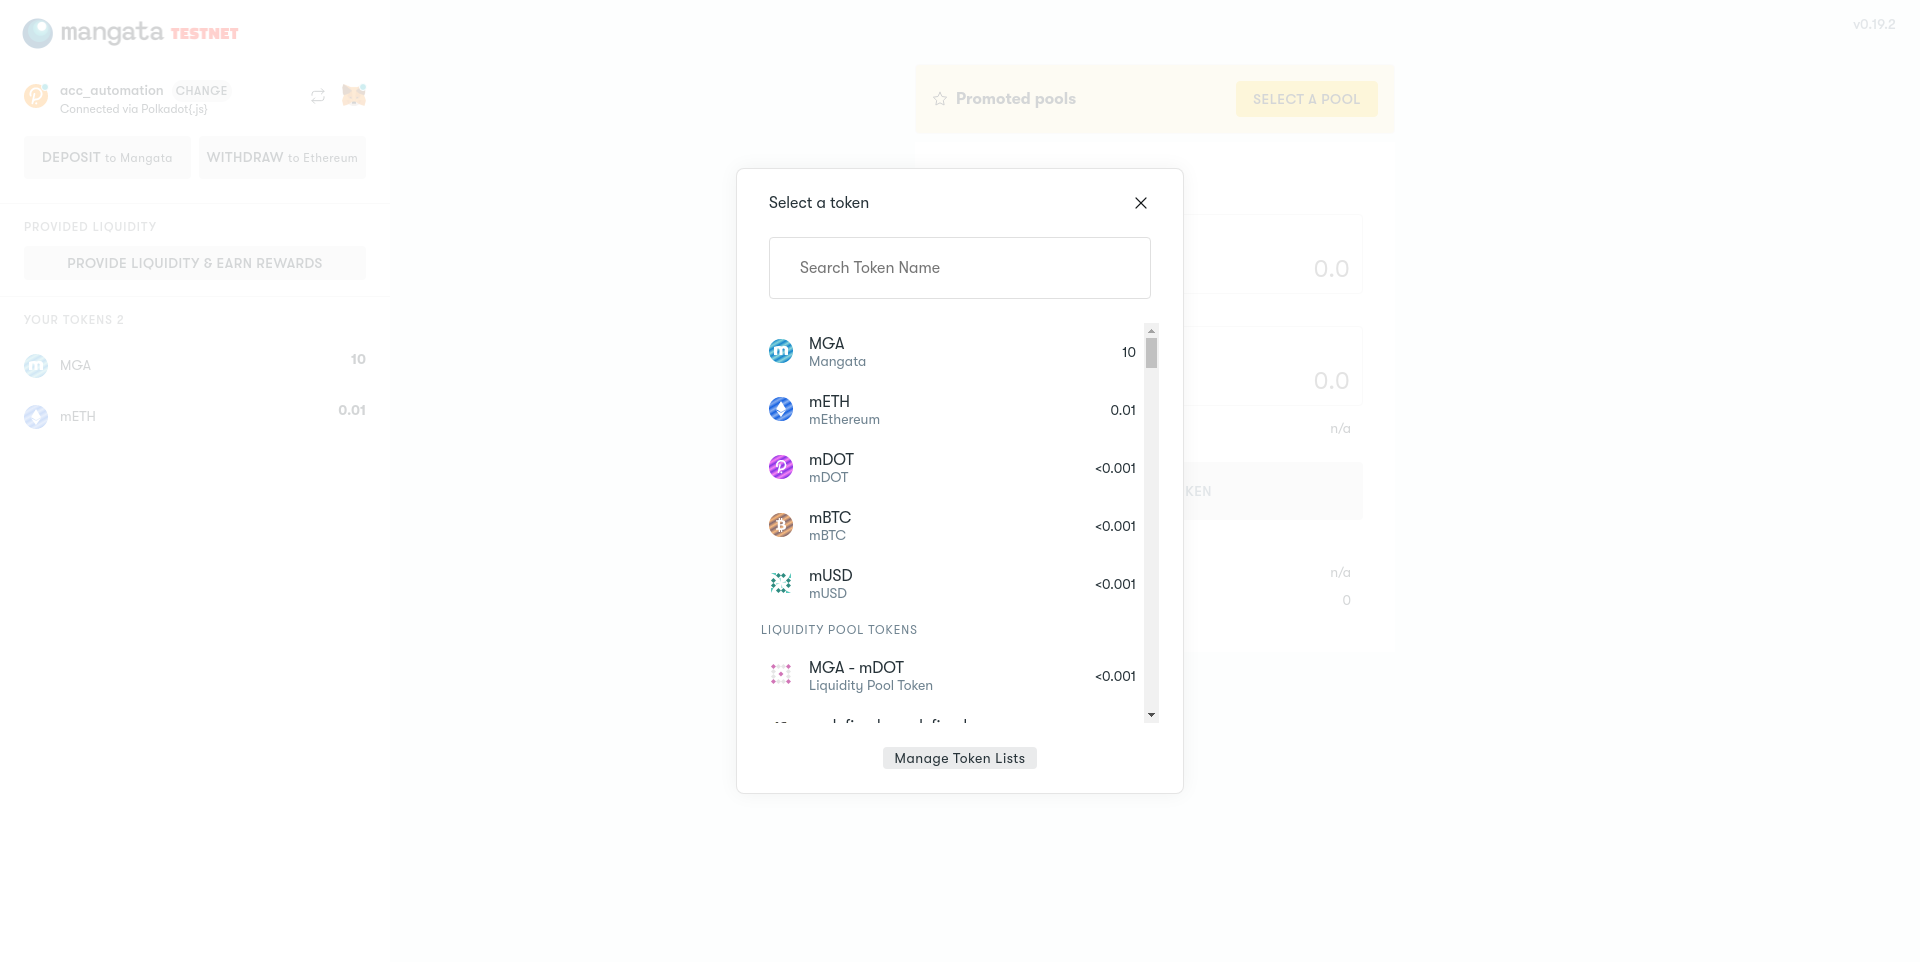 mangata TESTNET
v0.19.2
acc_automation CHANGE
Connected via Polkadot{.js}
DEPOSIT to Mangata
WITHDRAW to Ethereum
PROVIDED LIQUIDITY
PROVIDE LIQUIDITY & EARN REWARDS
YOUR TOKENS 2
MGA 10
mETH 0.01
Promoted pools
SELECT A POOL
Select a token
Search Token Name
MGA
Mangata
10
mETH
mEthereum
0.01
mDOT
mDOT
<0.001
mBTC
mBTC
<0.001
mUSD
mUSD
<0.001
LIQUIDITY POOL TOKENS
MGA - mDOT
Liquidity Pool Token
<0.001
Manage Token Lists
0.0
0.0
n/a
KEN
n/a
0